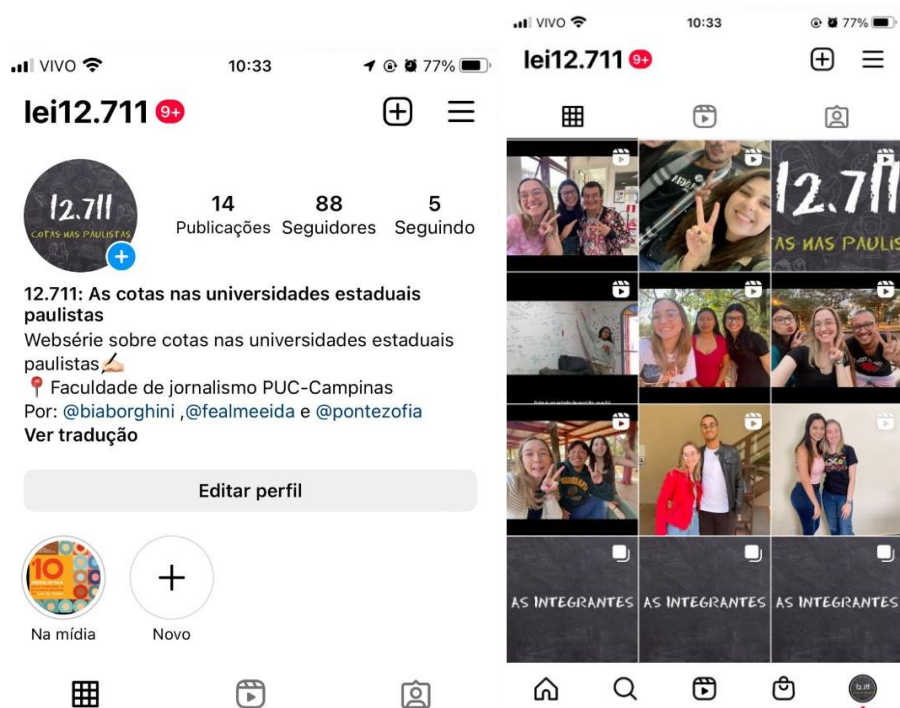 VIVO 10:33 77%
lei12.711 9+
12.711
COTAS NAS PAULISTAS
14 88 5
Publicações Seguidores Seguindo
12.711: As cotas nas universidades estaduais
paulistas
Websérie sobre cotas nas universidades estaduais
paulistas✍🏻
📍 Faculdade de jornalismo PUC-Campinas
Por: @biaborghini ,@fealmeeida e @pontezofia
Ver tradução
Editar perfil
10
Na mídia Novo
VIVO 10:33 77%
lei12.711 9+
12.711
AS NAS PAULIS
AS INTEGRANTES AS INTEGRANTES AS INTEGRANTES
12.711